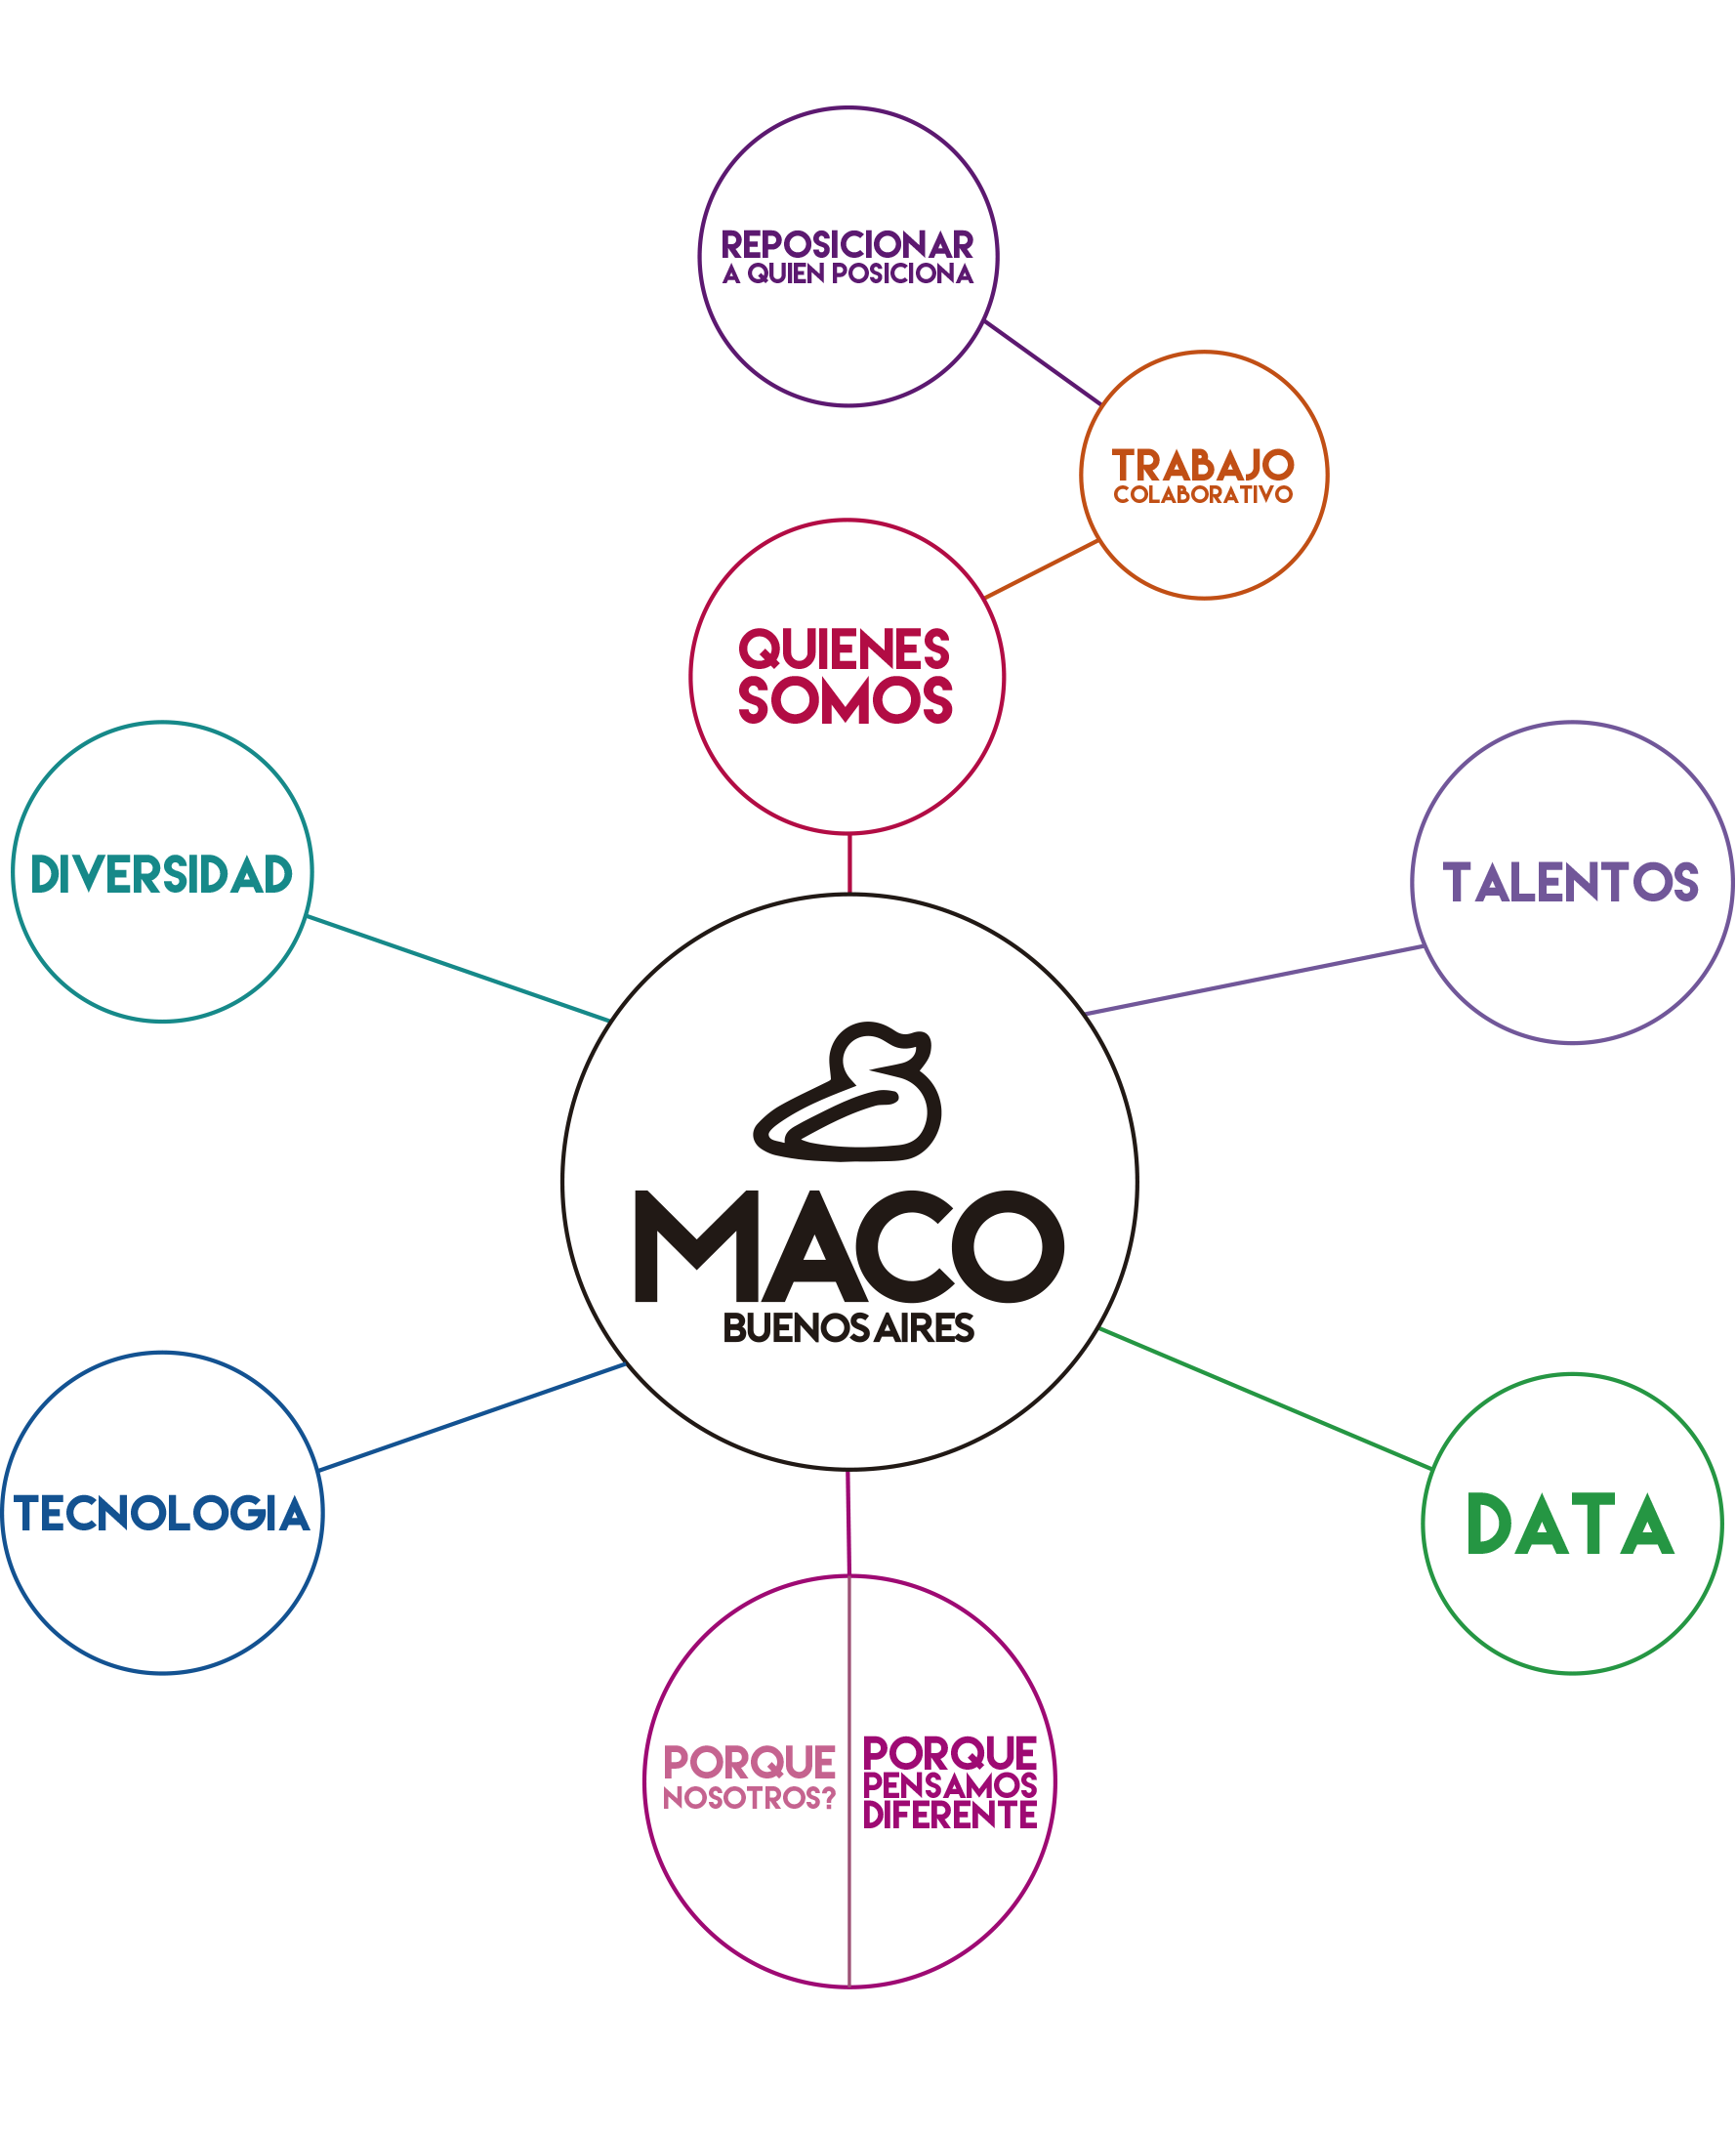 REPOSICIONAR
A QUIEN POSICIONA
TRABAJO
COLABORATIVO
QUIENES
SOMOS
DIVERSIDAD
TALENTOS
MACO
BUENOS AIRES
TECNOLOGIA
DATA
PORQUE
NOSOTROS?
PORQUE
PENSAMOS
DIFERENTE